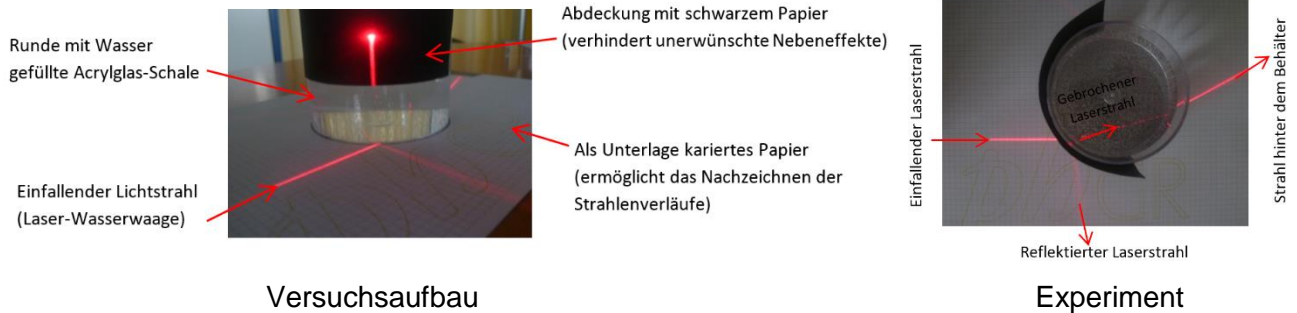 Runde mit Wasser
gefüllte Acrylglas-Schale
Einfallender Lichtstrahl
(Laser-Wasserwaage)
Abdeckung mit schwarzem Papier
(verhindert unerwünschte Nebeneffekte)
Als Unterlage kariertes Papier
(ermöglicht das Nachzeichnen der
Strahlenverläufe)
Versuchsaufbau
Einfallender Laserstrahl
Gebrochener
Laserstrahl
Strahl hinter dem Behälter
Reflektierter Laserstrahl
Experiment